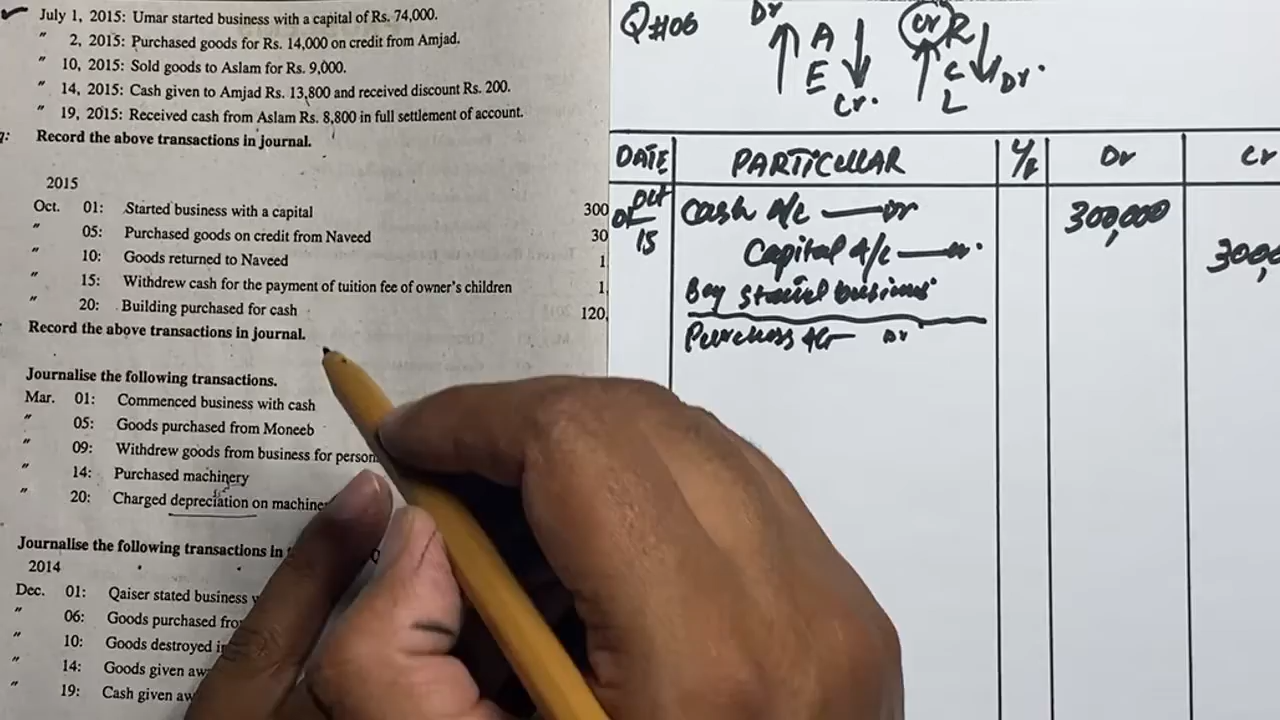 July 1, 2015: Umar started business with a capital of Rs. 74,000.
" 2, 2015: Purchased goods for Rs. 14,000 on credit from Amjad.
" 10, 2015: Sold goods to Aslam for Rs. 9,000.
" 14, 2015: Cash given to Amjad Rs. 13,800 and received discount Rs. 200.
" 19, 2015: Received cash from Aslam Rs. 8,800 in full settlement of account.
Record the above transactions in journal.
2015
Oct. 01: Started business with a capital 300
" 05: Purchased goods on credit from Naveed 30
" 10: Goods returned to Naveed 1
" 15: Withdrew cash for the payment of tuition fee of owner's children 1
" 20: Building purchased for cash 120,
Record the above transactions in journal.
Journalise the following transactions.
Mar. 01: Commenced business with cash
" 05: Goods purchased from Moneeb
" 09: Withdrew goods from business for person
" 14: Purchased machinery
" 20: Charged depreciation on machine
Journalise the following transactions in
2014
Dec. 01: Qaiser stated business
" 06: Goods purchased fro
" 10: Goods destroyed i
" 14: Goods given aw
" 19: Cash given aw
Q#06
Dr A Cr R
E C Dr.
Cr. L
DATE PARTICULAR Dr Cr
Oct Cash A/c Dr 300,000
01
15 Capital A/c 300,0
business
Dr